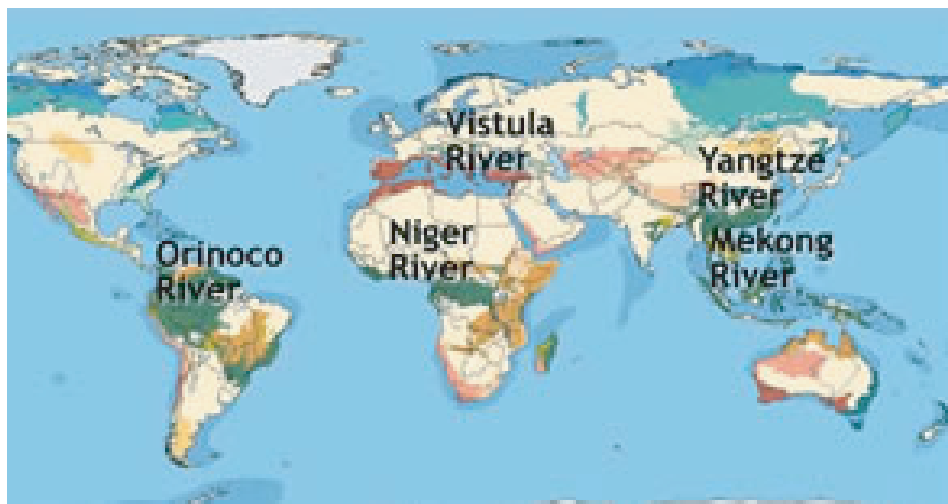 Vistula
River
Yangtze
River
Niger
River
Mekong
River
Orinoco
River